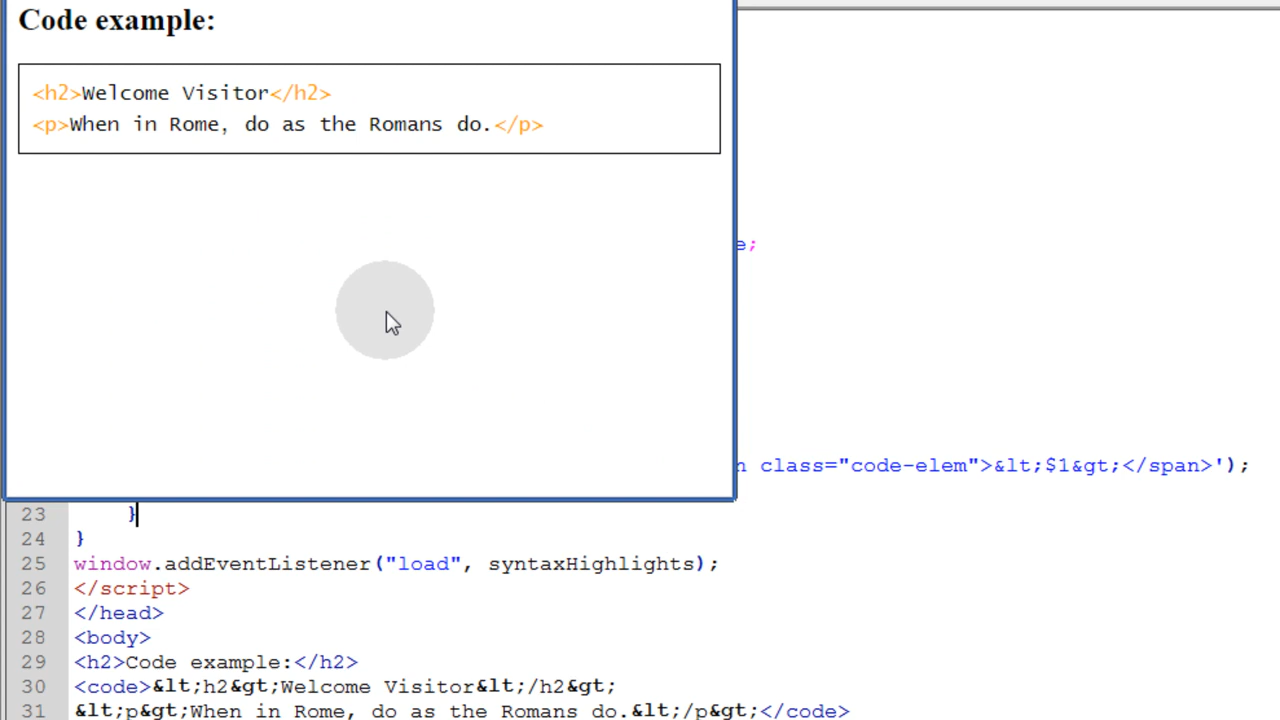 Code example:
<h2>Welcome Visitor</h2>
<p>When in Rome, do as the Romans do.</p>
e;
n class="code-elem">&lt;$1&gt;</span>');
23 }
24 }
25 window.addEventListener("load", syntaxHighlights);
26 </script>
27 </head>
28 <body>
29 <h2>Code example:</h2>
30 <code>&lt;h2&gt;Welcome Visitor&lt;/h2&gt;
31 &lt;p&gt;When in Rome, do as the Romans do.&lt;/p&gt;</code>